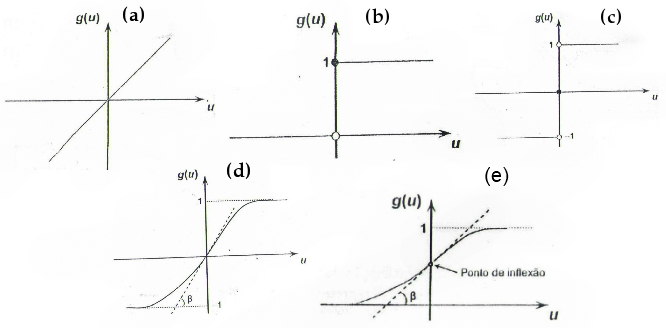 g(u) (a)
u
g(u) (b)
1
u
g(u) (c)
1
u
-1
g(u) (d)
1
β
1
g(u) (e)
1
Ponto de inflexão
β
u